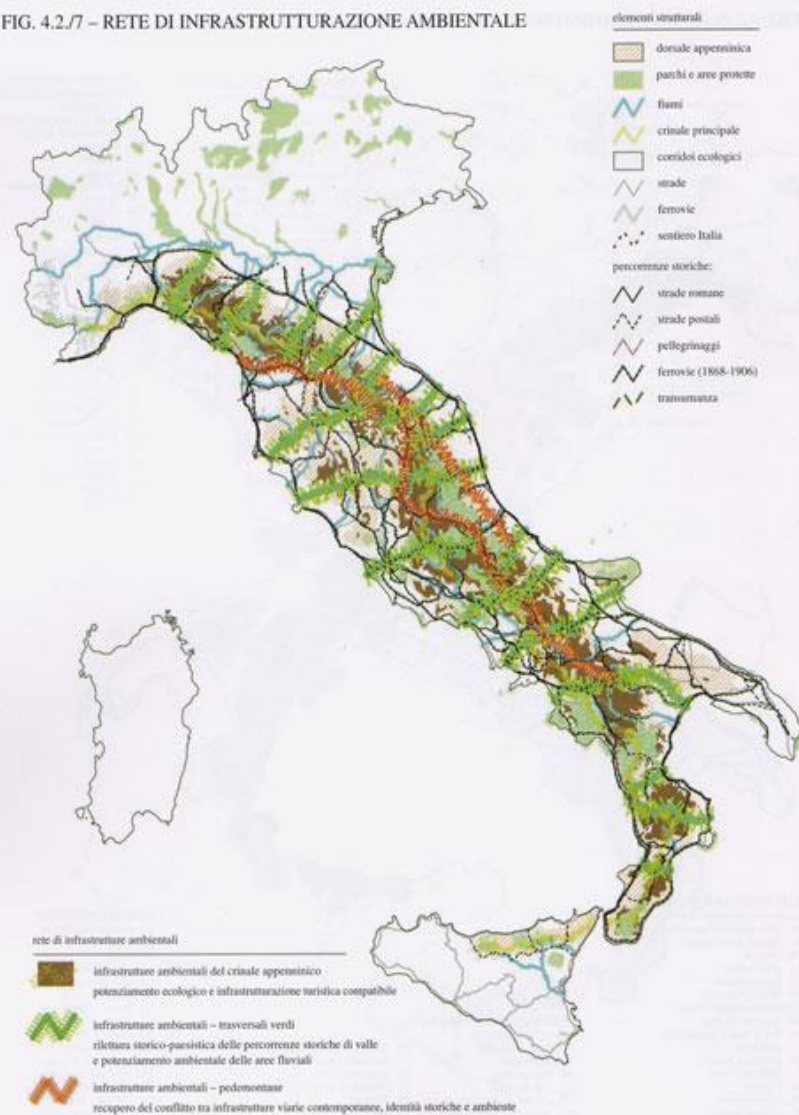 FIG. 4.2./7 – RETE DI INFRASTRUTTURAZIONE AMBIENTALE
elementi strutturali
dorsale appenninica
parchi e aree protette
fiumi
crinale principale
corridoi ecologici
strade
ferrovie
sentiero Italia
percorrenze storiche:
strade romane
strade postali
pellegrinaggi
ferrovie (1868-1906)
transumanza
rete di infrastrutture ambientali
infrastrutture ambientali del crinale appenninico
potenziamento ecologico e infrastrutturazione turistica compatibile
infrastrutture ambientali – trasversali verdi
rilettura storico-paesistica delle percorrenze storiche di valle
e potenziamento ambientale delle aree fluviali
infrastrutture ambientali – pedemontane
recupero del conflitto tra infrastrutture viarie contemporanee, identità storiche e ambiente